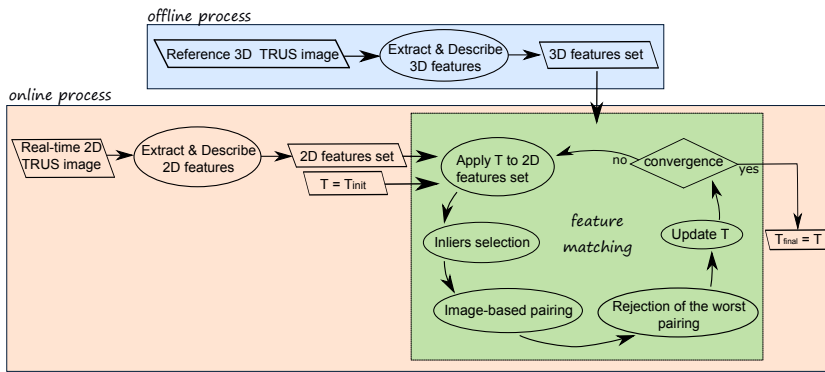 offline process
Reference 3D TRUS image
Extract & Describe
3D features
3D features set
online process
Real-time 2D
TRUS image
Extract & Describe
2D features
2D features set
T = Tinit
Apply T to 2D
features set
no
convergence
yes
Inliers selection
feature
matching
Update T
Tfinal = T
Image-based pairing
Rejection of the worst
pairing